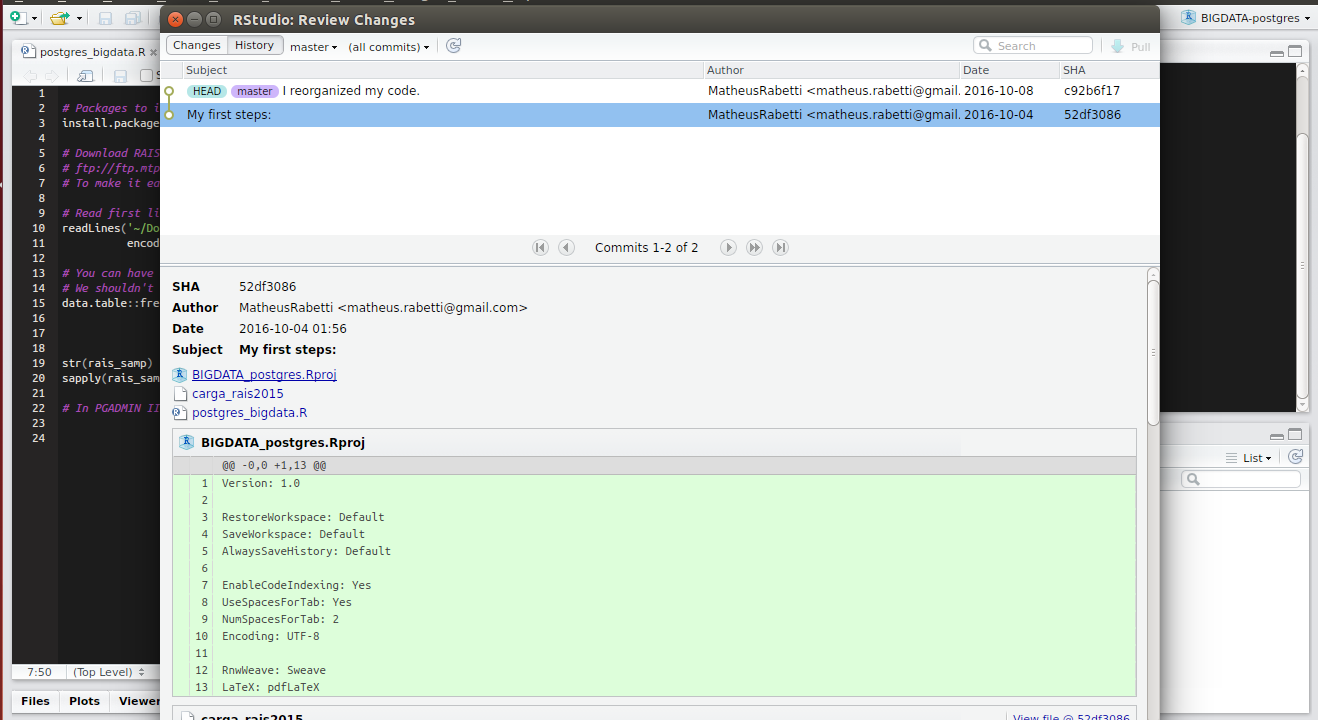 RStudio: Review Changes
BIGDATA-postgres
postgres_bigdata.R
Changes History master (all commits) Search Pull
Subject Author Date SHA
HEAD master I reorganized my code. MatheusRabetti <matheus.rabetti@gmail. 2016-10-08 c92b6f17
My first steps: MatheusRabetti <matheus.rabetti@gmail. 2016-10-04 52df3086
Commits 1-2 of 2
1
2 # Packages to i
3 install.package
4
5 # Download RAIS
6 # ftp://ftp.mtp
7 # To make it ea
8
9 # Read first li
10 readLines('~/Do
11 encod
12
13 # You can have
14 # We shouldn't
15 data.table::fre
16
17
18
19 str(rais_samp)
20 sapply(rais_sam
21
22 # In PGADMIN II
23
24
7:50 (Top Level)
Files Plots Viewer
SHA 52df3086
Author MatheusRabetti <matheus.rabetti@gmail.com>
Date 2016-10-04 01:56
Subject My first steps:
BIGDATA_postgres.Rproj
carga_rais2015
postgres_bigdata.R
BIGDATA_postgres.Rproj
@@ -0,0 +1,13 @@
1 Version: 1.0
2
3 RestoreWorkspace: Default
4 SaveWorkspace: Default
5 AlwaysSaveHistory: Default
6
7 EnableCodeIndexing: Yes
8 UseSpacesForTab: Yes
9 NumSpacesForTab: 2
10 Encoding: UTF-8
11
12 RnwWeave: Sweave
13 LaTeX: pdfLaTeX
carga_rais2015 View file @ 52df3086
List